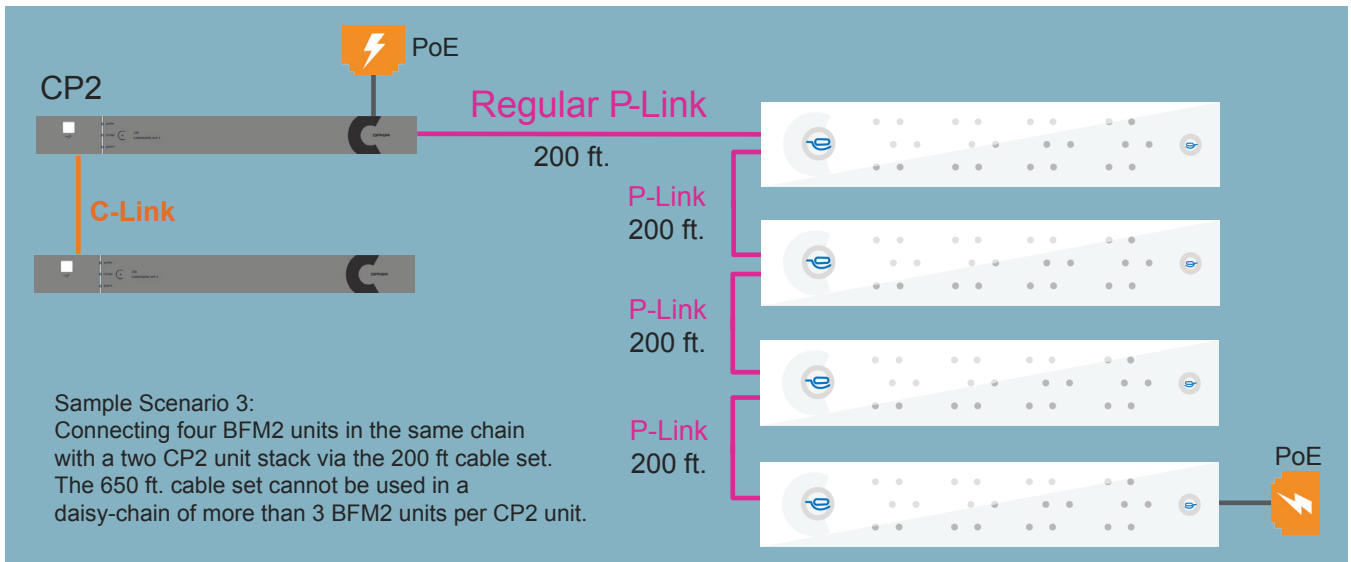 PoE
CP2
Regular P-Link
200 ft.
P-Link
200 ft.
C-Link
P-Link
200 ft.
Sample Scenario 3:
Connecting four BFM2 units in the same chain
with a two CP2 unit stack via the 200 ft cable set.
The 650 ft. cable set cannot be used in a
daisy-chain of more than 3 BFM2 units per CP2 unit.
P-Link
200 ft.
PoE